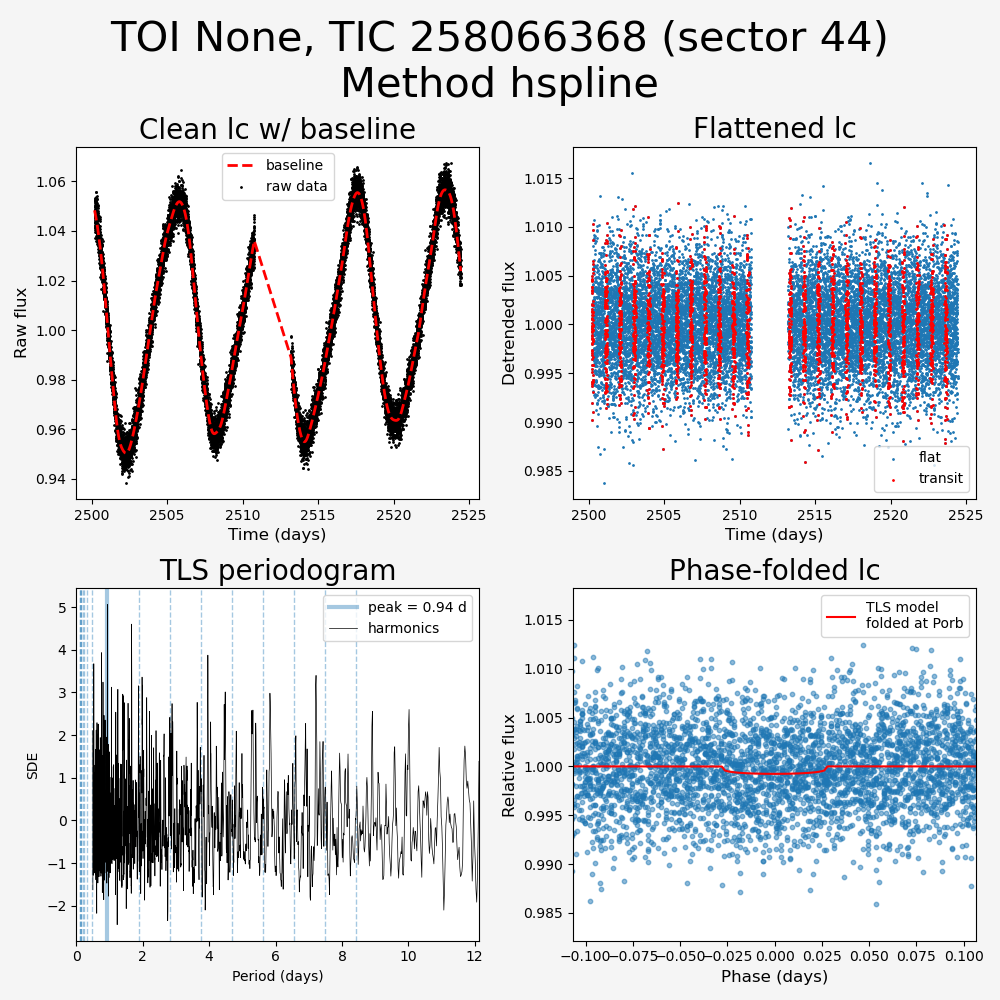 TOI None, TIC 258066368 (sector 44)
Method hspline
Clean lc w/ baseline
Flattened lc
baseline
raw data
1.06
1.04
1.02
1.00
0.98
0.96
0.94
Raw flux
2500 2505 2510 2515 2520 2525
Time (days)
1.015
1.010
1.005
1.000
0.995
0.990
0.985
Detrended flux
flat
transit
2500 2505 2510 2515 2520 2525
Time (days)
TLS periodogram
Phase-folded lc
peak = 0.94 d
harmonics
5
4
3
2
1
0
−1
−2
SDE
0 2 4 6 8 10 12
Period (days)
TLS model
folded at Porb
1.015
1.010
1.005
1.000
0.995
0.990
0.985
Relative flux
−0.100 −0.075 −0.050 −0.025 0.000 0.025 0.050 0.075 0.100
Phase (days)